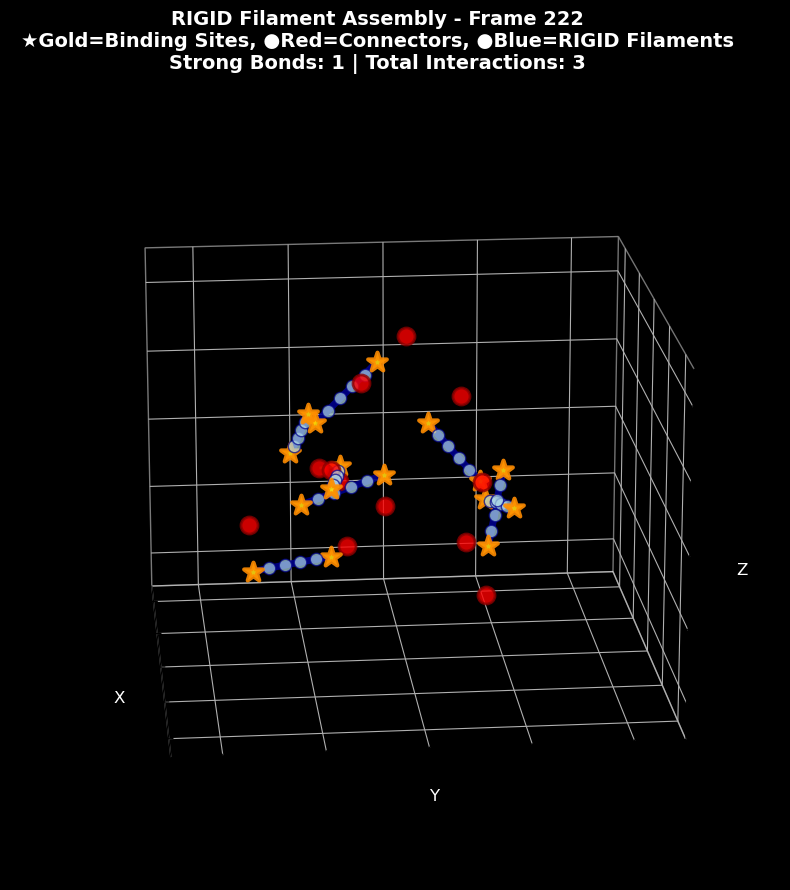 RIGID Filament Assembly - Frame 222
★Gold=Binding Sites, ●Red=Connectors, ●Blue=RIGID Filaments
Strong Bonds: 1 | Total Interactions: 3
Z
X
Y